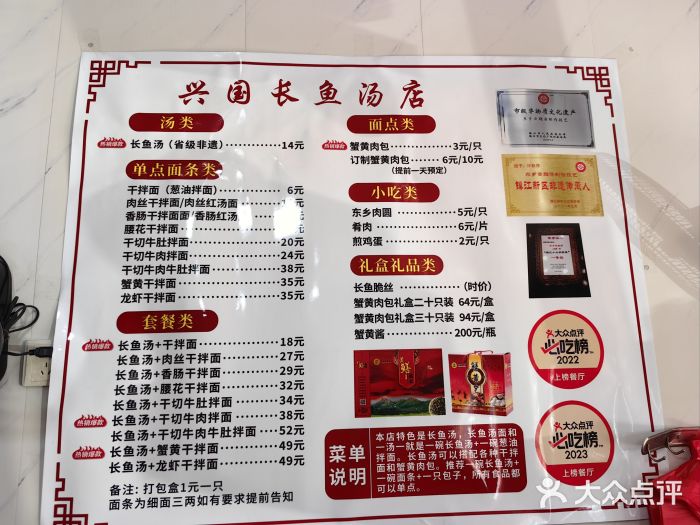 兴国长鱼汤店
汤类
热销爆款
长鱼汤（省级非遗） 14元
单点面条类
干拌面（葱油拌面） 6元
肉丝干拌面/肉丝红汤面
香肠干拌面面/香肠红汤
腰花干拌面
干切牛肚拌面 20元
干切牛肉拌面 24元
干切牛肉牛肚拌面 38元
蟹黄干拌面 35元
龙虾干拌面 35元
套餐类
热销爆款
长鱼汤+干拌面 18元
长鱼汤+肉丝干拌面 27元
长鱼汤+香肠干拌面 29元
长鱼汤+腰花干拌面 32元
长鱼汤+干切牛肚拌面 34元
热销爆款
长鱼汤+干切牛肉拌面 38元
长鱼汤+干切牛肉牛肚拌面 52元
热销爆款
长鱼汤+蟹黄干拌面 49元
长鱼汤+龙虾干拌面 49元
备注：打包盒1元一只
面条为细面三两如有要求提前告知
面点类
热销爆款
蟹黄肉包 3元/只
订制蟹黄肉包 6元/10元
（提前一天预定）
小吃类
东乡肉圆 5元/只
肴肉 6元/片
煎鸡蛋 2元/只
礼盒礼品类
长鱼脆丝 （时价）
蟹黄肉包礼盒二十只装 64元/盒
蟹黄肉包礼盒三十只装 94元/盒
蟹黄酱 200元/瓶
菜单
说明
本店特色是长鱼汤，长鱼汤面和
一汤一就是一碗长鱼汤+一碗葱油
拌面。长鱼汤可以搭配各种干拌
面和蟹黄肉包。推荐一碗长鱼汤+
一碗面条+一只包子，所有食品都可
以单点。
市级非物质文化遗产
大众点评
必吃榜
2022
上榜餐厅
大众点评
必吃榜
2023
上榜餐厅
大众点评